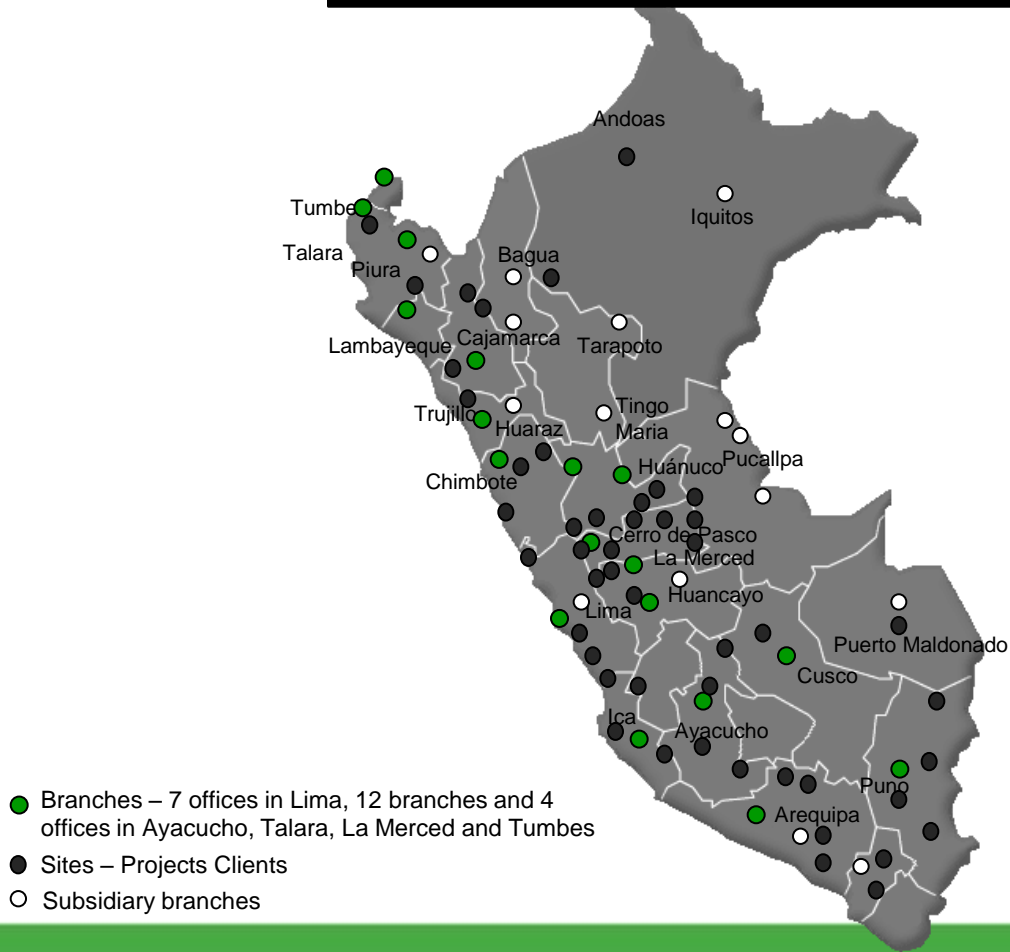 Andoas
Iquitos
Tumbe
Talara
Bagua
Piura
Lambayeque
Cajamarca
Tarapoto
Trujillo
Huaraz
Tingo
Maria
Chimbote
Huánuco
Pucallpa
Cerro de Pasco
La Merced
Huancayo
Lima
Puerto Maldonado
Cusco
Ica
Ayacucho
Puno
Arequipa
Branches – 7 offices in Lima, 12 branches and 4
offices in Ayacucho, Talara, La Merced and Tumbes
Sites – Projects Clients
Subsidiary branches